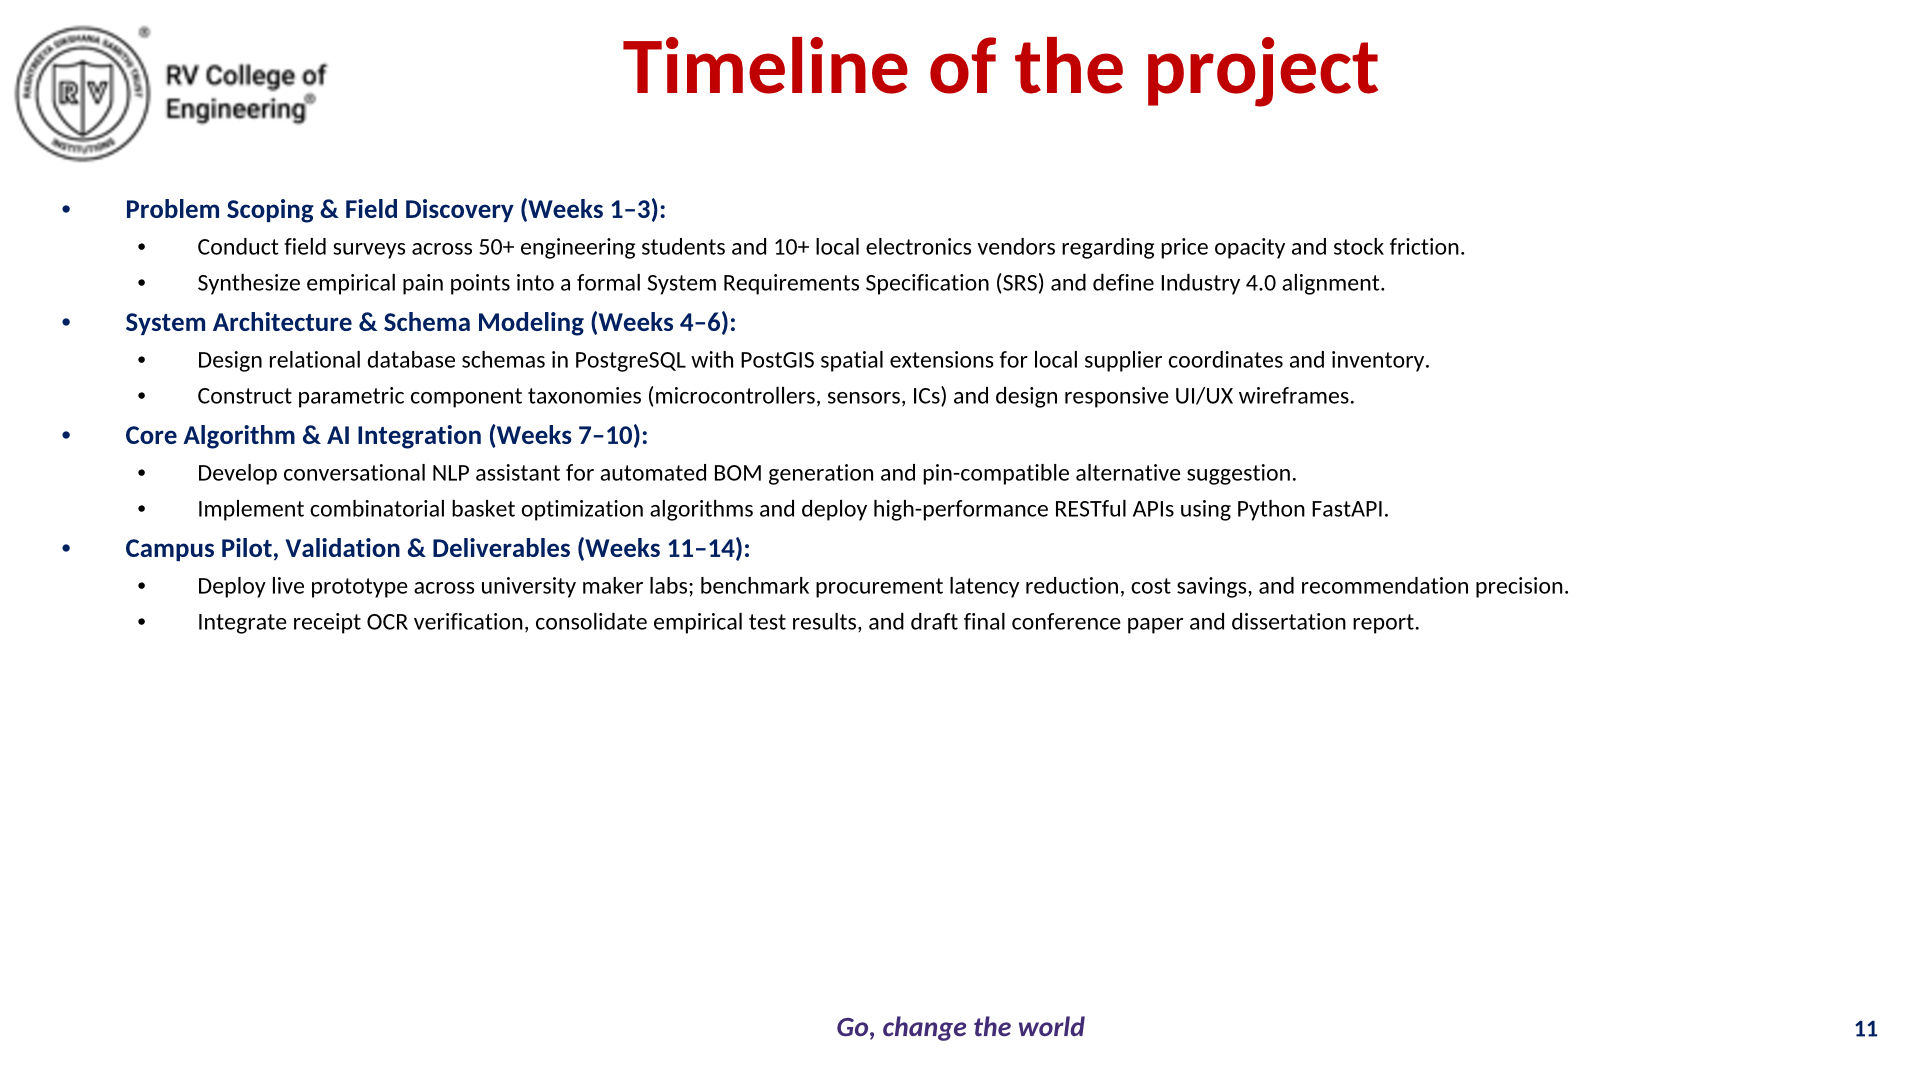 RASHTREEYA SIKSHANA SAMITHI TRUST
RV
INSTITUTIONS
®
RV College of
Engineering®
Timeline of the project
• Problem Scoping & Field Discovery (Weeks 1–3):
• Conduct field surveys across 50+ engineering students and 10+ local electronics vendors regarding price opacity and stock friction.
• Synthesize empirical pain points into a formal System Requirements Specification (SRS) and define Industry 4.0 alignment.
• System Architecture & Schema Modeling (Weeks 4–6):
• Design relational database schemas in PostgreSQL with PostGIS spatial extensions for local supplier coordinates and inventory.
• Construct parametric component taxonomies (microcontrollers, sensors, ICs) and design responsive UI/UX wireframes.
• Core Algorithm & AI Integration (Weeks 7–10):
• Develop conversational NLP assistant for automated BOM generation and pin-compatible alternative suggestion.
• Implement combinatorial basket optimization algorithms and deploy high-performance RESTful APIs using Python FastAPI.
• Campus Pilot, Validation & Deliverables (Weeks 11–14):
• Deploy live prototype across university maker labs; benchmark procurement latency reduction, cost savings, and recommendation precision.
• Integrate receipt OCR verification, consolidate empirical test results, and draft final conference paper and dissertation report.
Go, change the world
11